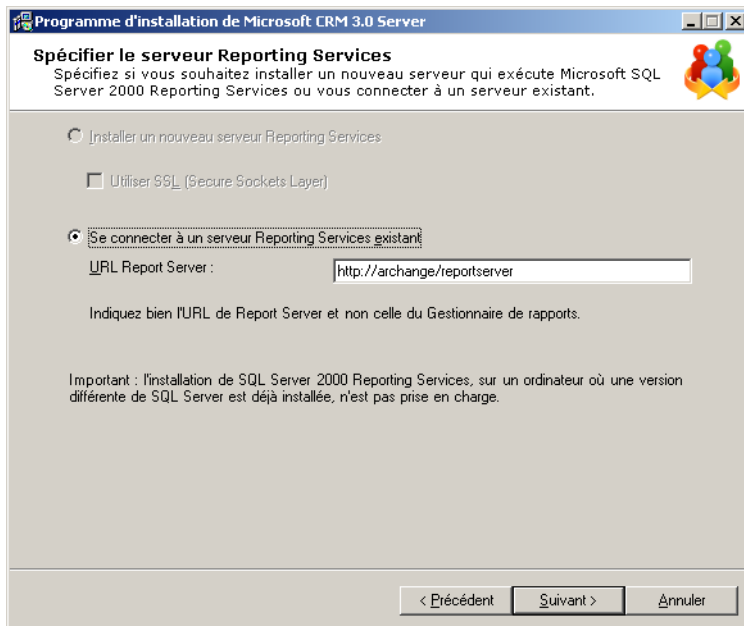 Programme d'installation de Microsoft CRM 3.0 Server
Spécifier le serveur Reporting Services
Spécifiez si vous souhaitez installer un nouveau serveur qui exécute Microsoft SQL
Server 2000 Reporting Services ou vous connecter à un serveur existant.
Installer un nouveau serveur Reporting Services
Utiliser SSL (Secure Sockets Layer)
Se connecter à un serveur Reporting Services existant
URL Report Server :
http://archange/reportserver
Indiquez bien l'URL de Report Server et non celle du Gestionnaire de rapports.
Important : l'installation de SQL Server 2000 Reporting Services, sur un ordinateur où une version
différente de SQL Server est déjà installée, n'est pas prise en charge.
< Précédent
Suivant >
Annuler